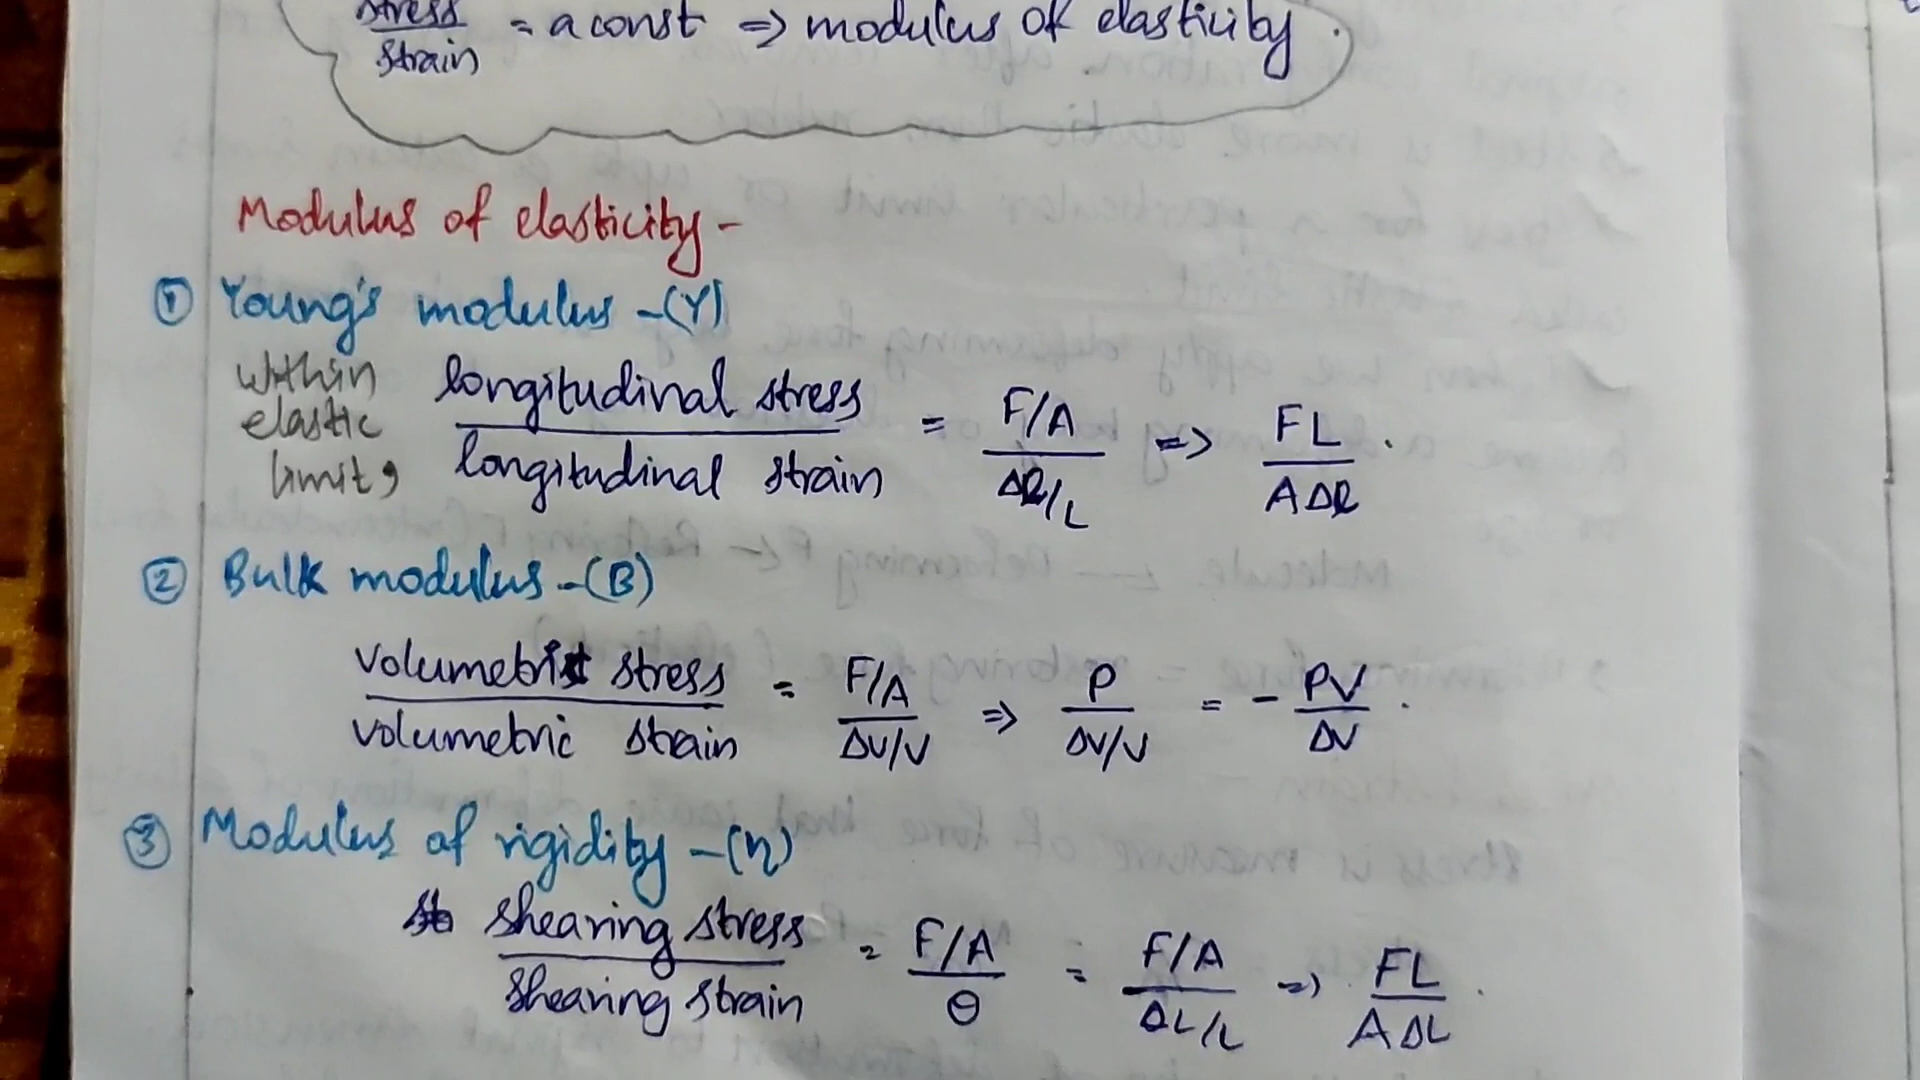 stress/strain = a const => modulus of elasticity.
Modulus of elasticity -
① Young's modulus -(Y)
within elastic limit, longitudinal stress/longitudinal strain = F/A/Δl/L => FL/AΔl.
② Bulk modulus -(B)
volumetric stress/volumetric strain = F/A/ΔV/V => P/ΔV/V = - PV/ΔV.
③ Modulus of rigidity -(η)
shearing stress/shearing strain = F/A/θ = F/A/ΔL/L => FL/AΔL.